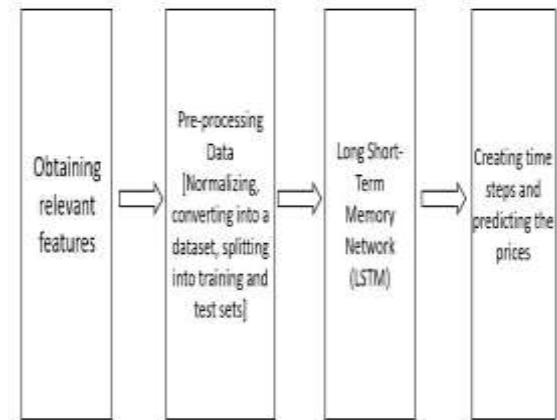 Obtaining
relevant
features
Pre-processing
Data
[Normalizing,
converting into a
dataset, splitting
into training and
test sets]
Long Short-
Term
Memory
Network
(LSTM)
Creating time
steps and
predicting the
prices